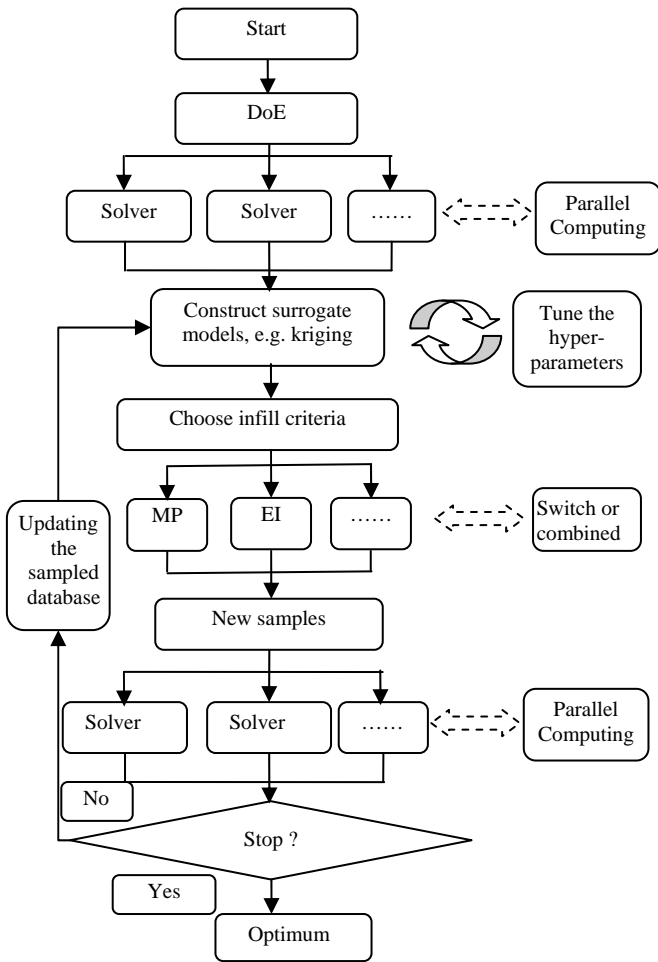 Start
DoE
Solver
Solver
……
Parallel
Computing
Construct surrogate
models, e.g. kriging
Tune the
hyper-
parameters
Choose infill criteria
MP
EI
……
Switch or
combined
Updating
the
sampled
database
New samples
Solver
Solver
……
Parallel
Computing
No
Stop ?
Yes
Optimum